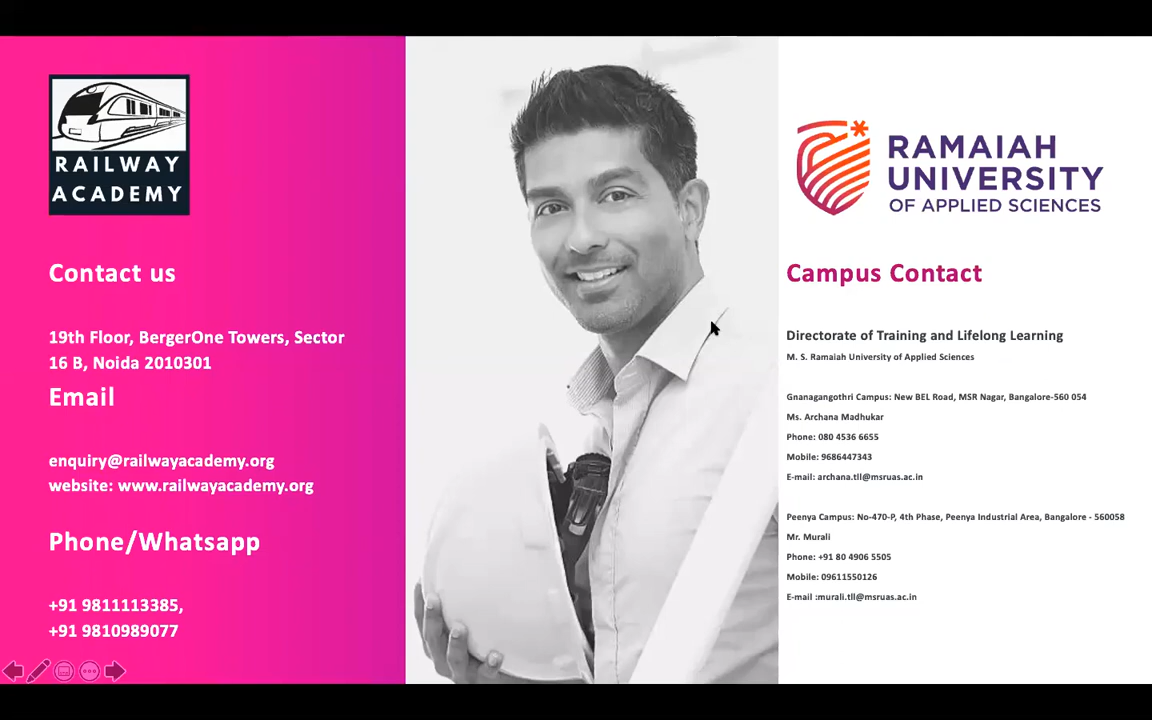 RAILWAY
ACADEMY
Contact us
19th Floor, BergerOne Towers, Sector
16 B, Noida 2010301
Email
enquiry@railwayacademy.org
website: www.railwayacademy.org
Phone/Whatsapp
+91 9811113385,
+91 9810989077
RAMAIAH
UNIVERSITY
OF APPLIED SCIENCES
Campus Contact
Directorate of Training and Lifelong Learning
M. S. Ramaiah University of Applied Sciences
Gnanagangothri Campus: New BEL Road, MSR Nagar, Bangalore-560 054
Ms. Archana Madhukar
Phone: 080 4536 6655
Mobile: 9686447343
E-mail: archana.tll@msruas.ac.in
Peenya Campus: No-470-P, 4th Phase, Peenya Industrial Area, Bangalore - 560058
Mr. Murali
Phone: +91 80 4906 5505
Mobile: 09611550126
E-mail :murali.tll@msruas.ac.in